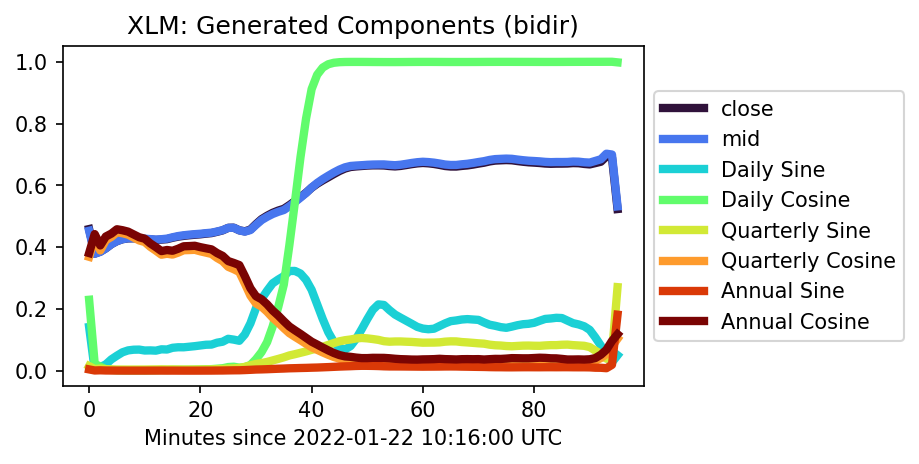 XLM: Generated Components (bidir)
1.0
0.8
0.6
0.4
0.2
0.0
0
20
40
60
80
Minutes since 2022-01-22 10:16:00 UTC
close
mid
Daily Sine
Daily Cosine
Quarterly Sine
Quarterly Cosine
Annual Sine
Annual Cosine